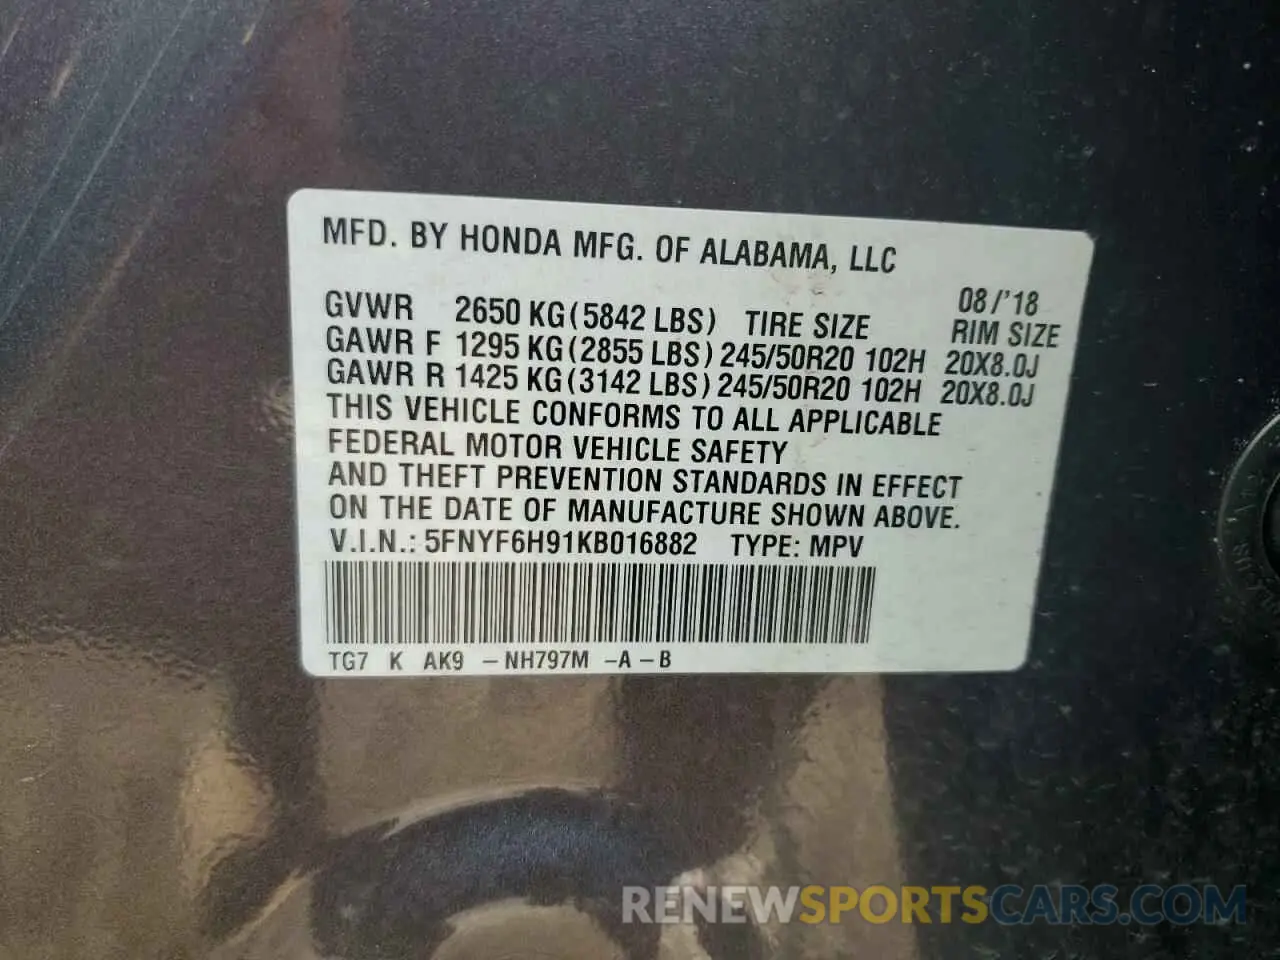 MFD. BY HONDA MFG. OF ALABAMA, LLC
08/'18
GVWR 2650 KG(5842 LBS) TIRE SIZE RIM SIZE
GAWR F 1295 KG(2855 LBS) 245/50R20 102H 20X8.0J
GAWR R 1425 KG(3142 LBS) 245/50R20 102H 20X8.0J
THIS VEHICLE CONFORMS TO ALL APPLICABLE
FEDERAL MOTOR VEHICLE SAFETY
AND THEFT PREVENTION STANDARDS IN EFFECT
ON THE DATE OF MANUFACTURE SHOWN ABOVE.
V.I.N.: 5FNYF6H91KB016882 TYPE: MPV
TG7 K AK9 -NH797M -A-B
RENEWSPORTSCARS.COM